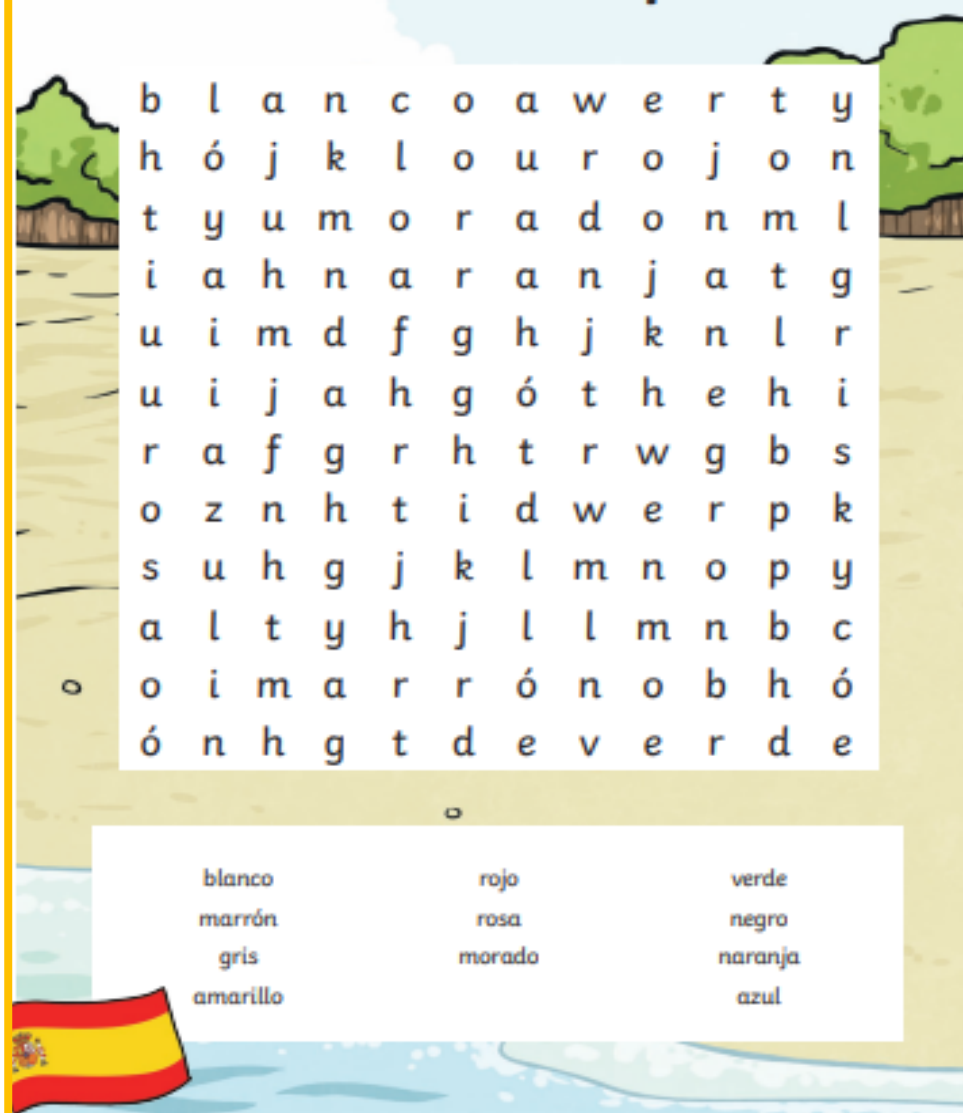 b l a n c o a w e r t y
h ó j k l o u r o j o n
t y u m o r a d o n m l
i a h n a r a n j a t g
u i m d f g h j k n l r
u i j a h g ó t h e h i
r a f g r h t r w g b s
o z n h t i d w e r p k
s u h g j k l m n o p y
a l t y h j l l m n b c
o i m a r r ó n o b h ó
ó n h g t d e v e r d e
blanco rojo verde
marrón rosa negro
gris morado naranja
amarillo azul